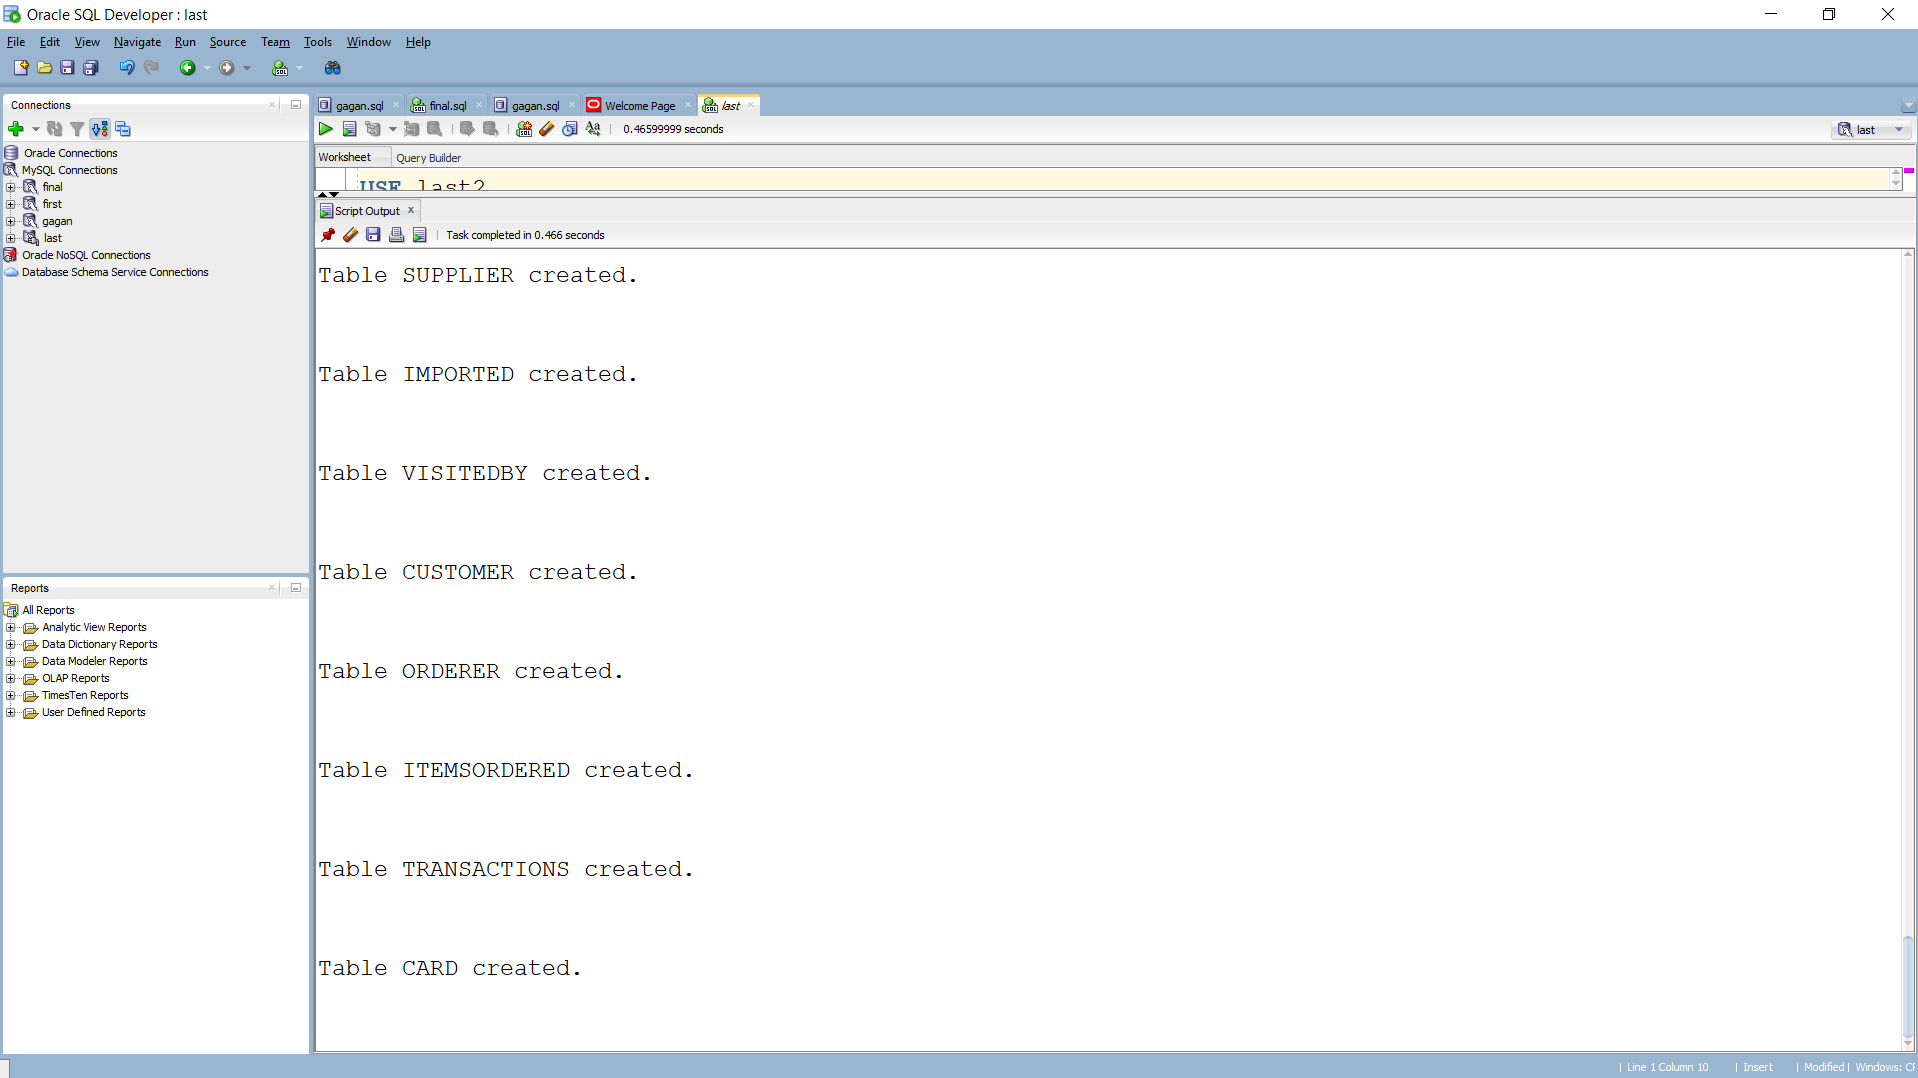 Oracle SQL Developer : last
File Edit View Navigate Run Source Team Tools Window Help
Connections
Oracle Connections
MySQL Connections
final
first
gagan
last
Oracle NoSQL Connections
Database Schema Service Connections
Reports
All Reports
Analytic View Reports
Data Dictionary Reports
Data Modeler Reports
OLAP Reports
TimesTen Reports
User Defined Reports
gagan.sql final.sql gagan.sql Welcome Page last
0.46599999 seconds
last
Worksheet Query Builder
USE last2
Script Output
Task completed in 0.466 seconds
Table SUPPLIER created.
Table IMPORTED created.
Table VISITEDBY created.
Table CUSTOMER created.
Table ORDERER created.
Table ITEMSORDERED created.
Table TRANSACTIONS created.
Table CARD created.
| Line 1 Column 10 | Insert | Modified | Windows: